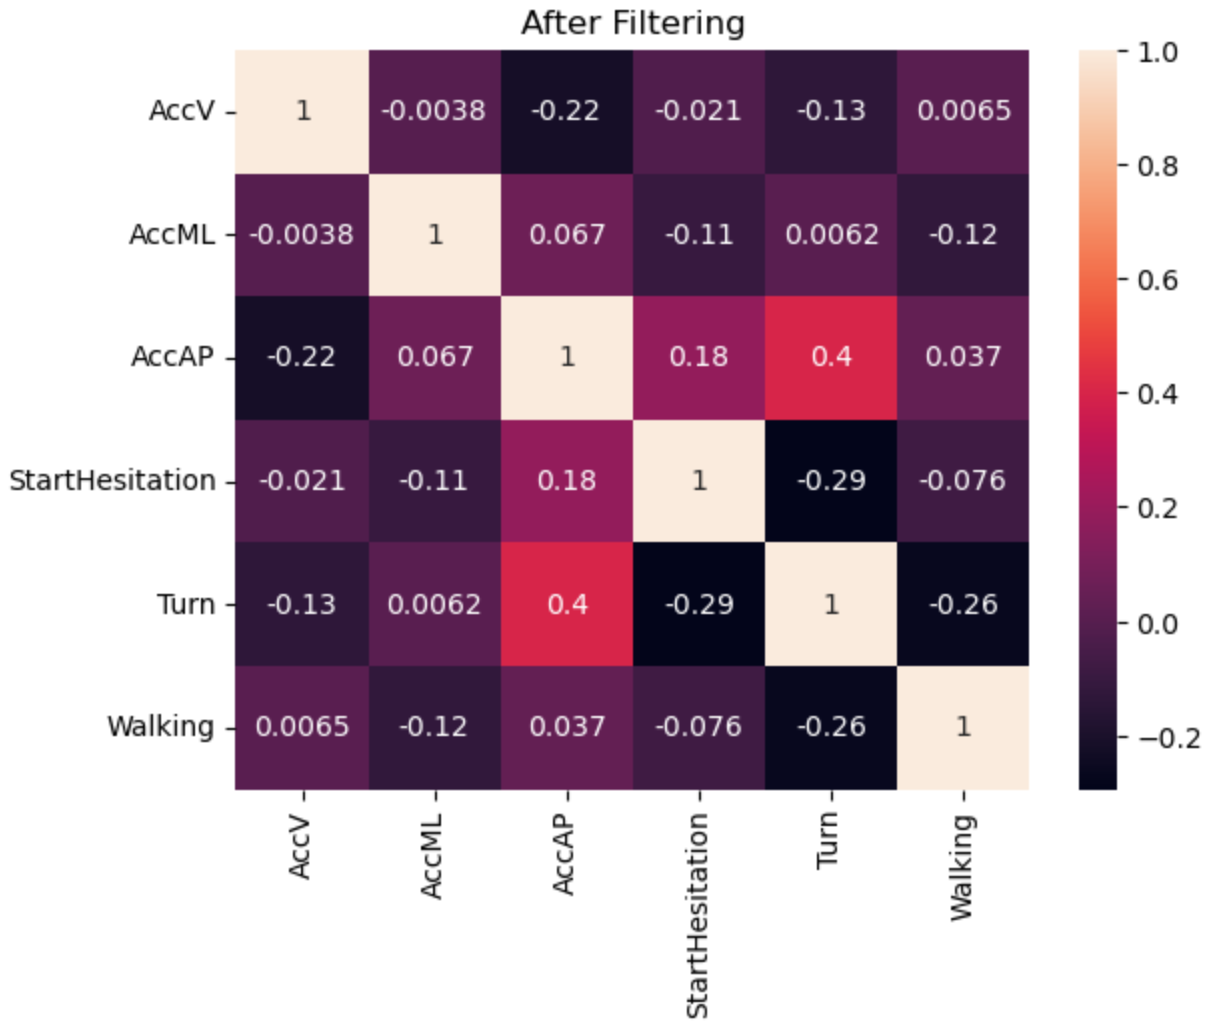 After Filtering
AccV 1 -0.0038 -0.22 -0.021 -0.13 0.0065
AccML -0.0038 1 0.067 -0.11 0.0062 -0.12
AccAP -0.22 0.067 1 0.18 0.4 0.037
StartHesitation -0.021 -0.11 0.18 1 -0.29 -0.076
Turn -0.13 0.0062 0.4 -0.29 1 -0.26
Walking 0.0065 -0.12 0.037 -0.076 -0.26 1
AccV AccML AccAP StartHesitation Turn Walking
1.0
0.8
0.6
0.4
0.2
0.0
−0.2